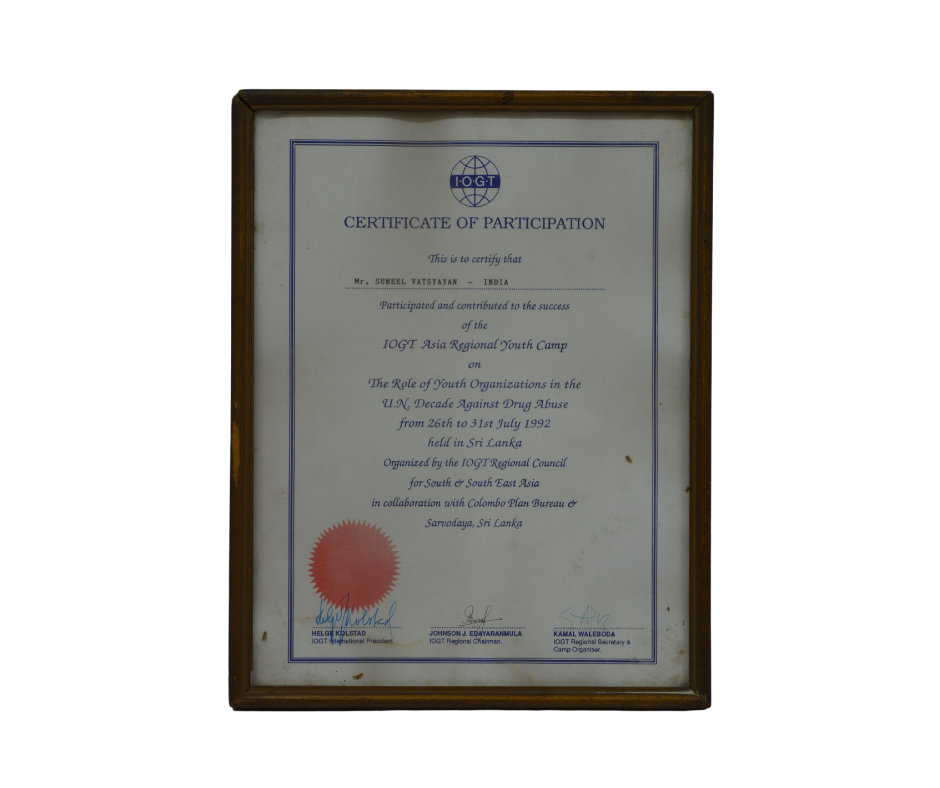 I·O·G·T
CERTIFICATE OF PARTICIPATION
This is to certify that
Mr. SUNEEL VATSYAYAN - INDIA
Participated and contributed to the success
of the
IOGT Asia Regional Youth Camp
on
The Role of Youth Organizations in the
U.N. Decade Against Drug Abuse
from 26th to 31st July 1992
held in Sri Lanka
Organized by the IOGT Regional Council
for South & South East Asia
in collaboration with Colombo Plan Bureau &
Sarvodaya, Sri Lanka
Helge Kolstad
HELGE KOLSTAD
IOGT International President
JOHNSON J. EDAYARANMULA
IOGT Regional Chairman.
KAMAL WALEBODA
IOGT Regional Secretary &
Camp Organiser.